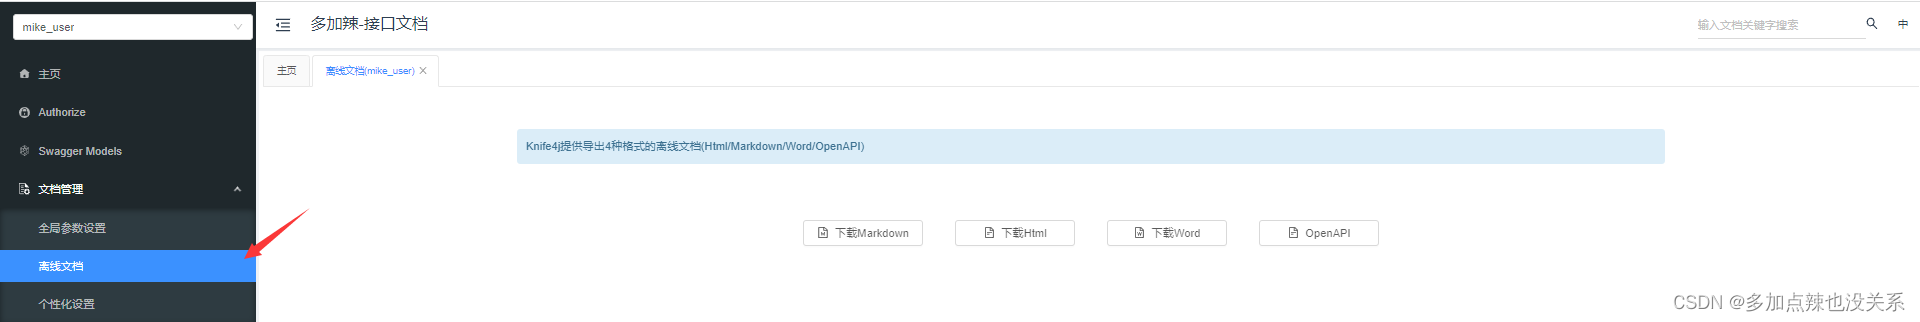 mike_user
主页
Authorize
Swagger Models
文档管理
全局参数设置
离线文档
个性化设置
多加辣-接口文档
输入文档关键字搜索
中
主页
离线文档(mike_user)
Knife4j提供导出4种格式的离线文档(Html/Markdown/Word/OpenAPI)
下载Markdown
下载Html
下载Word
OpenAPI
CSDN @多加点辣也没关系